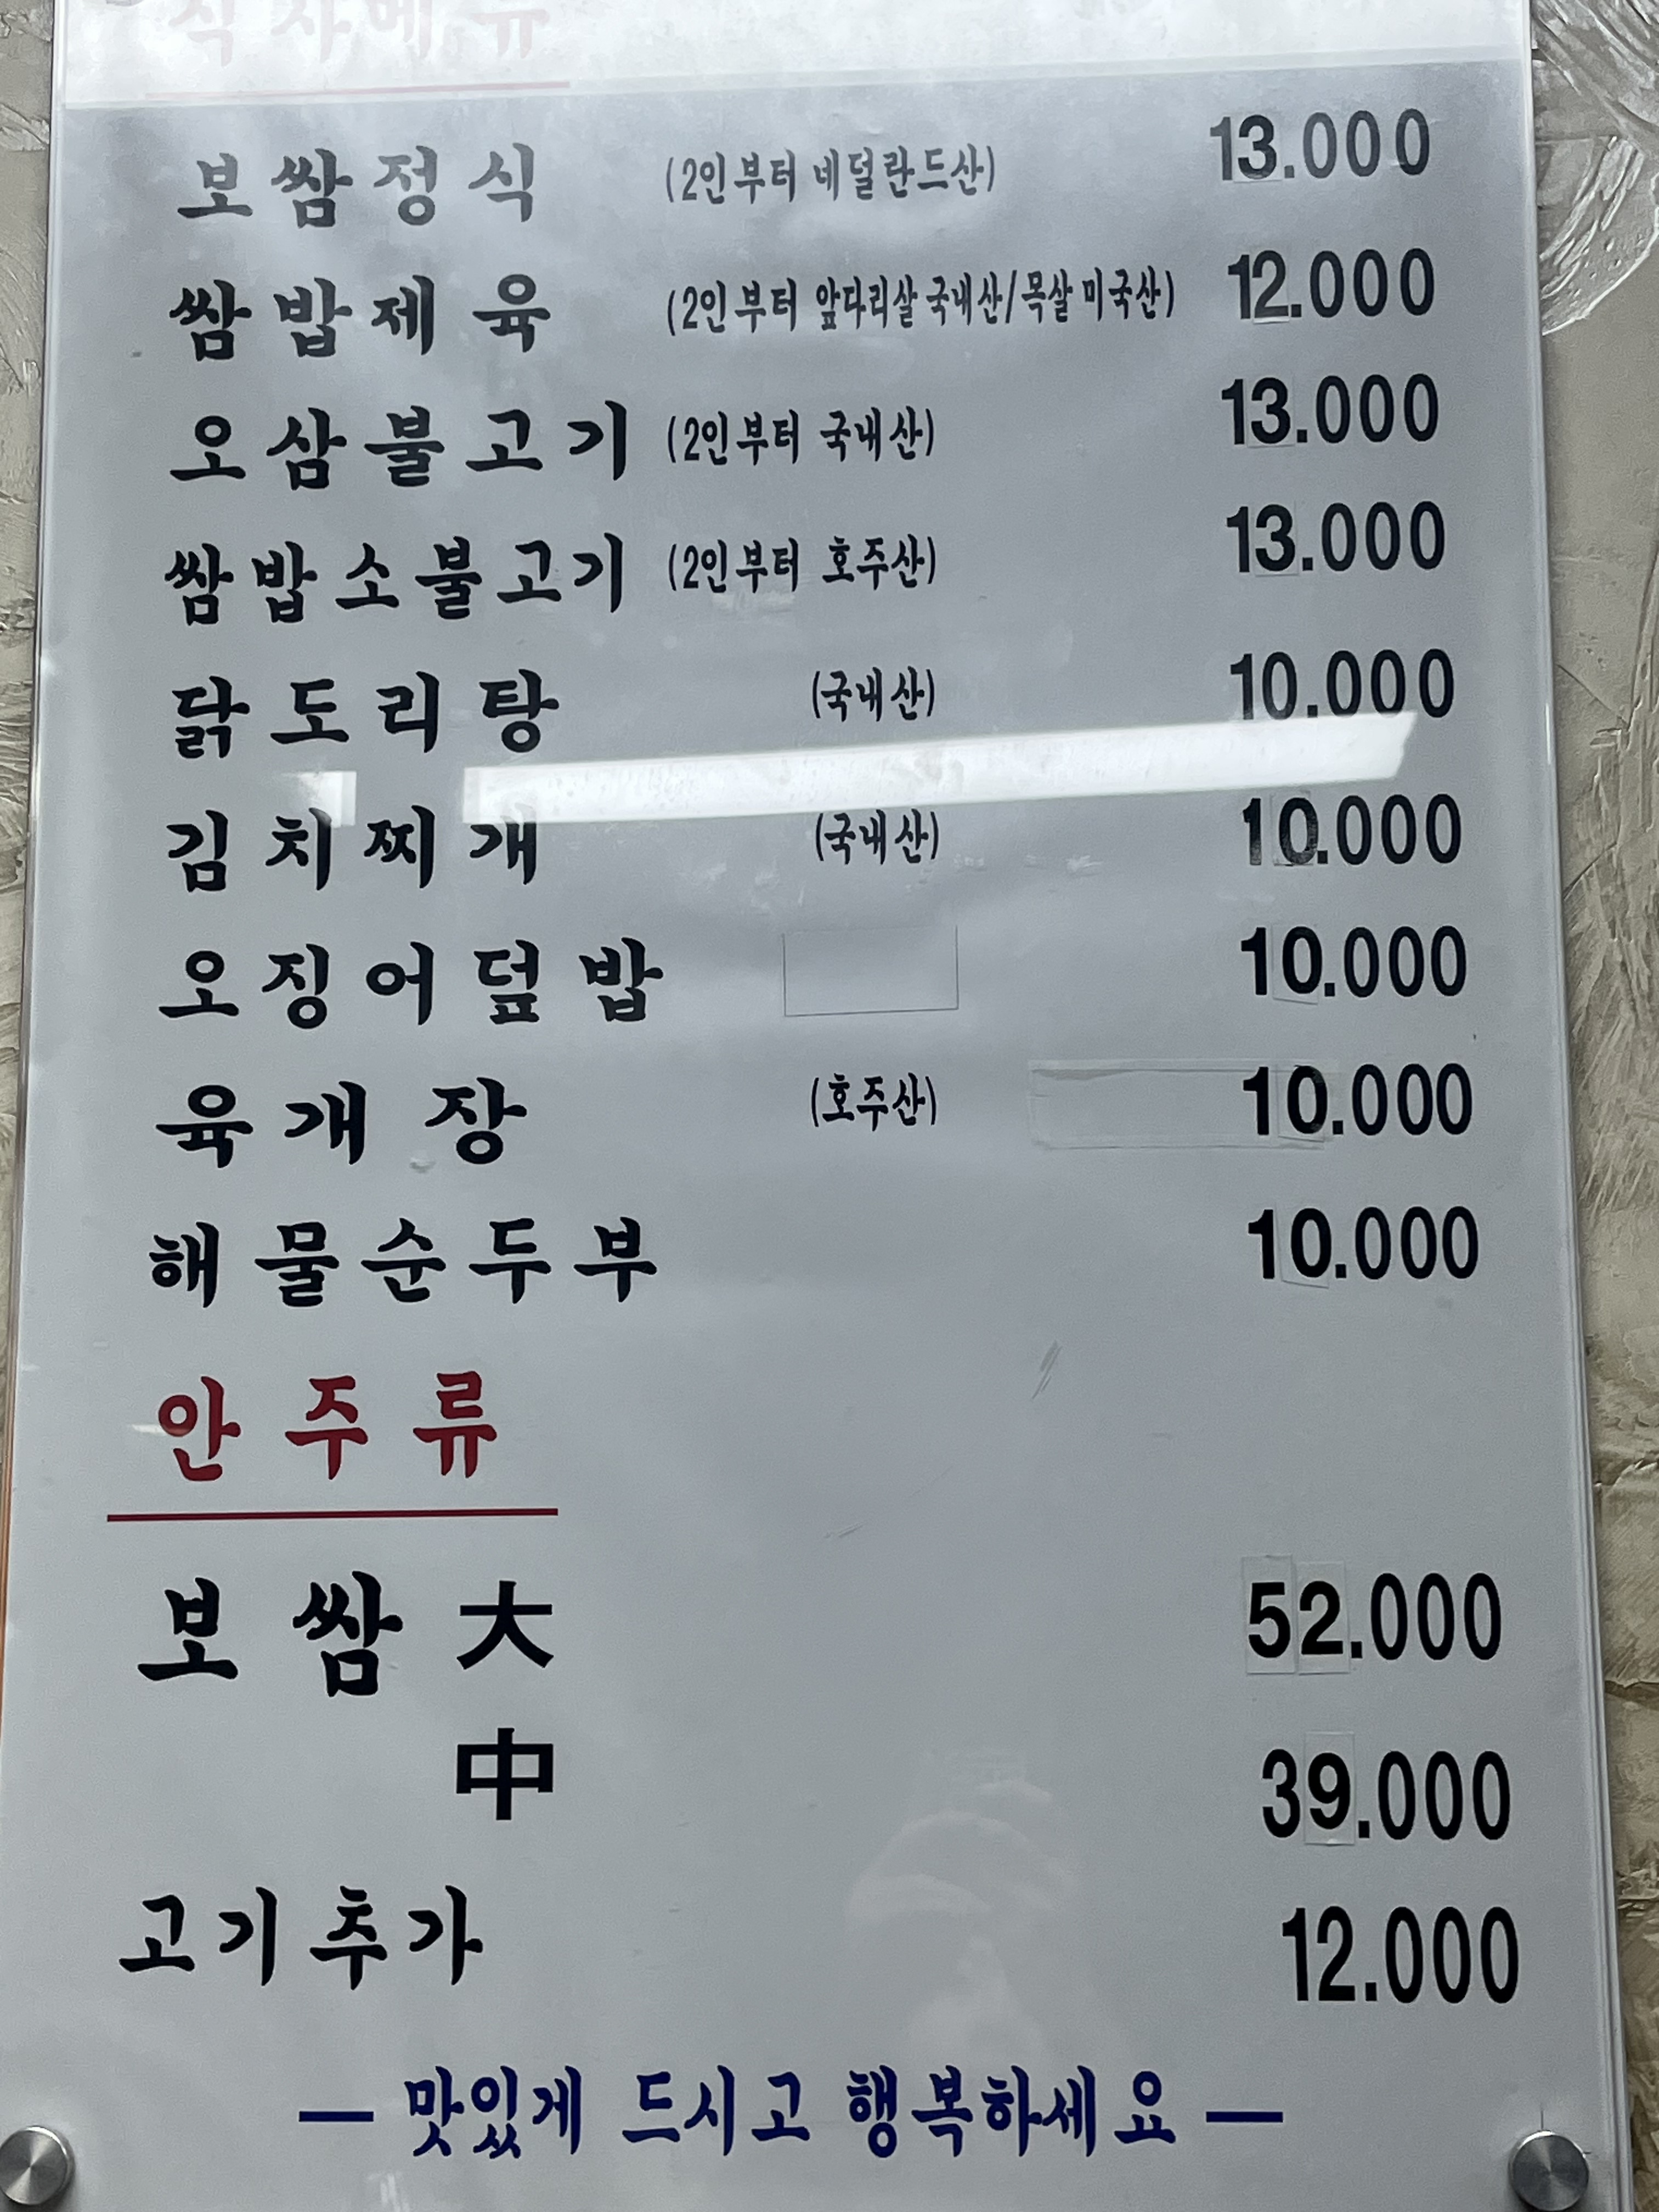 식사메뉴
보쌈정식 (2인부터 네덜란드산) 13.000
쌈밥제육 (2인부터 앞다리살 국내산/목살 미국산) 12.000
오삼불고기 (2인부터 국내산) 13.000
쌈밥소불고기 (2인부터 호주산) 13.000
닭도리탕 (국내산) 10.000
김치찌개 (국내산) 10.000
오징어덮밥 10.000
육개장 (호주산) 10.000
해물순두부 10.000
안주류
보쌈 大 52.000
中 39.000
고기추가 12.000
— 맛있게 드시고 행복하세요 —